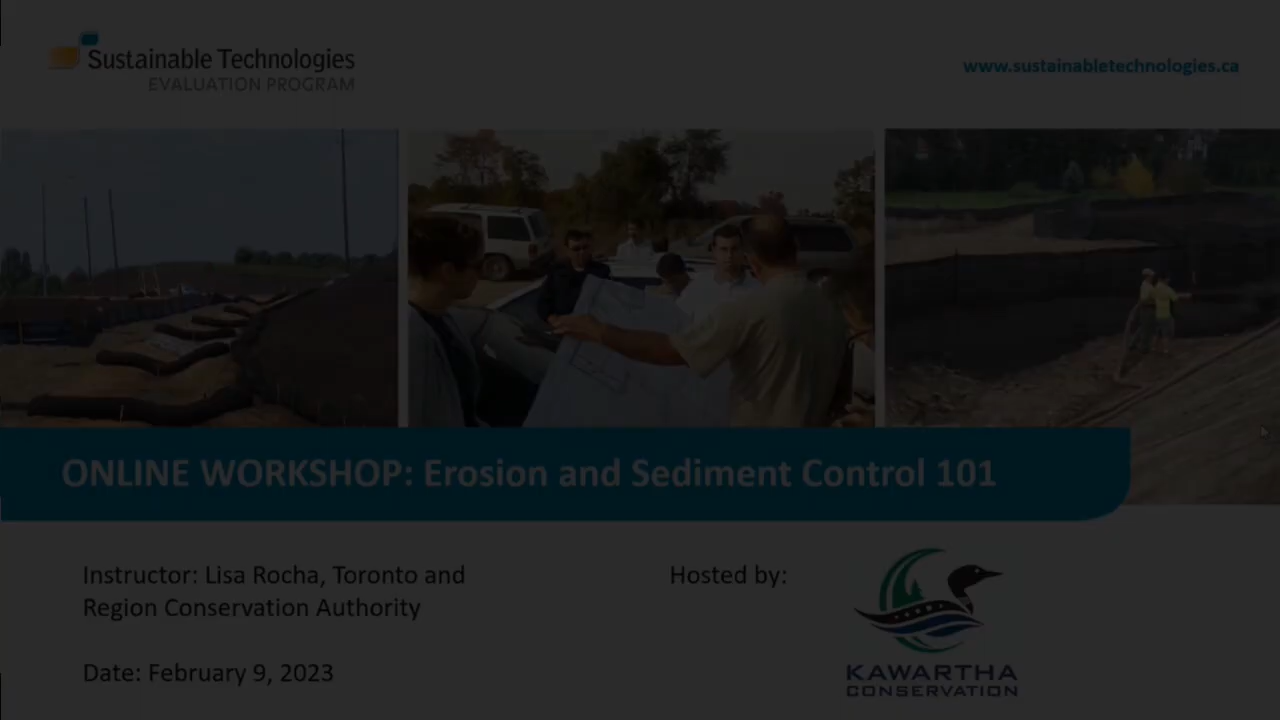 Sustainable Technologies
EVALUATION PROGRAM
www.sustainabletechnologies.ca
ONLINE WORKSHOP: Erosion and Sediment Control 101
Instructor: Lisa Rocha, Toronto and
Region Conservation Authority
Hosted by:
Date: February 9, 2023
KAWARTHA
CONSERVATION